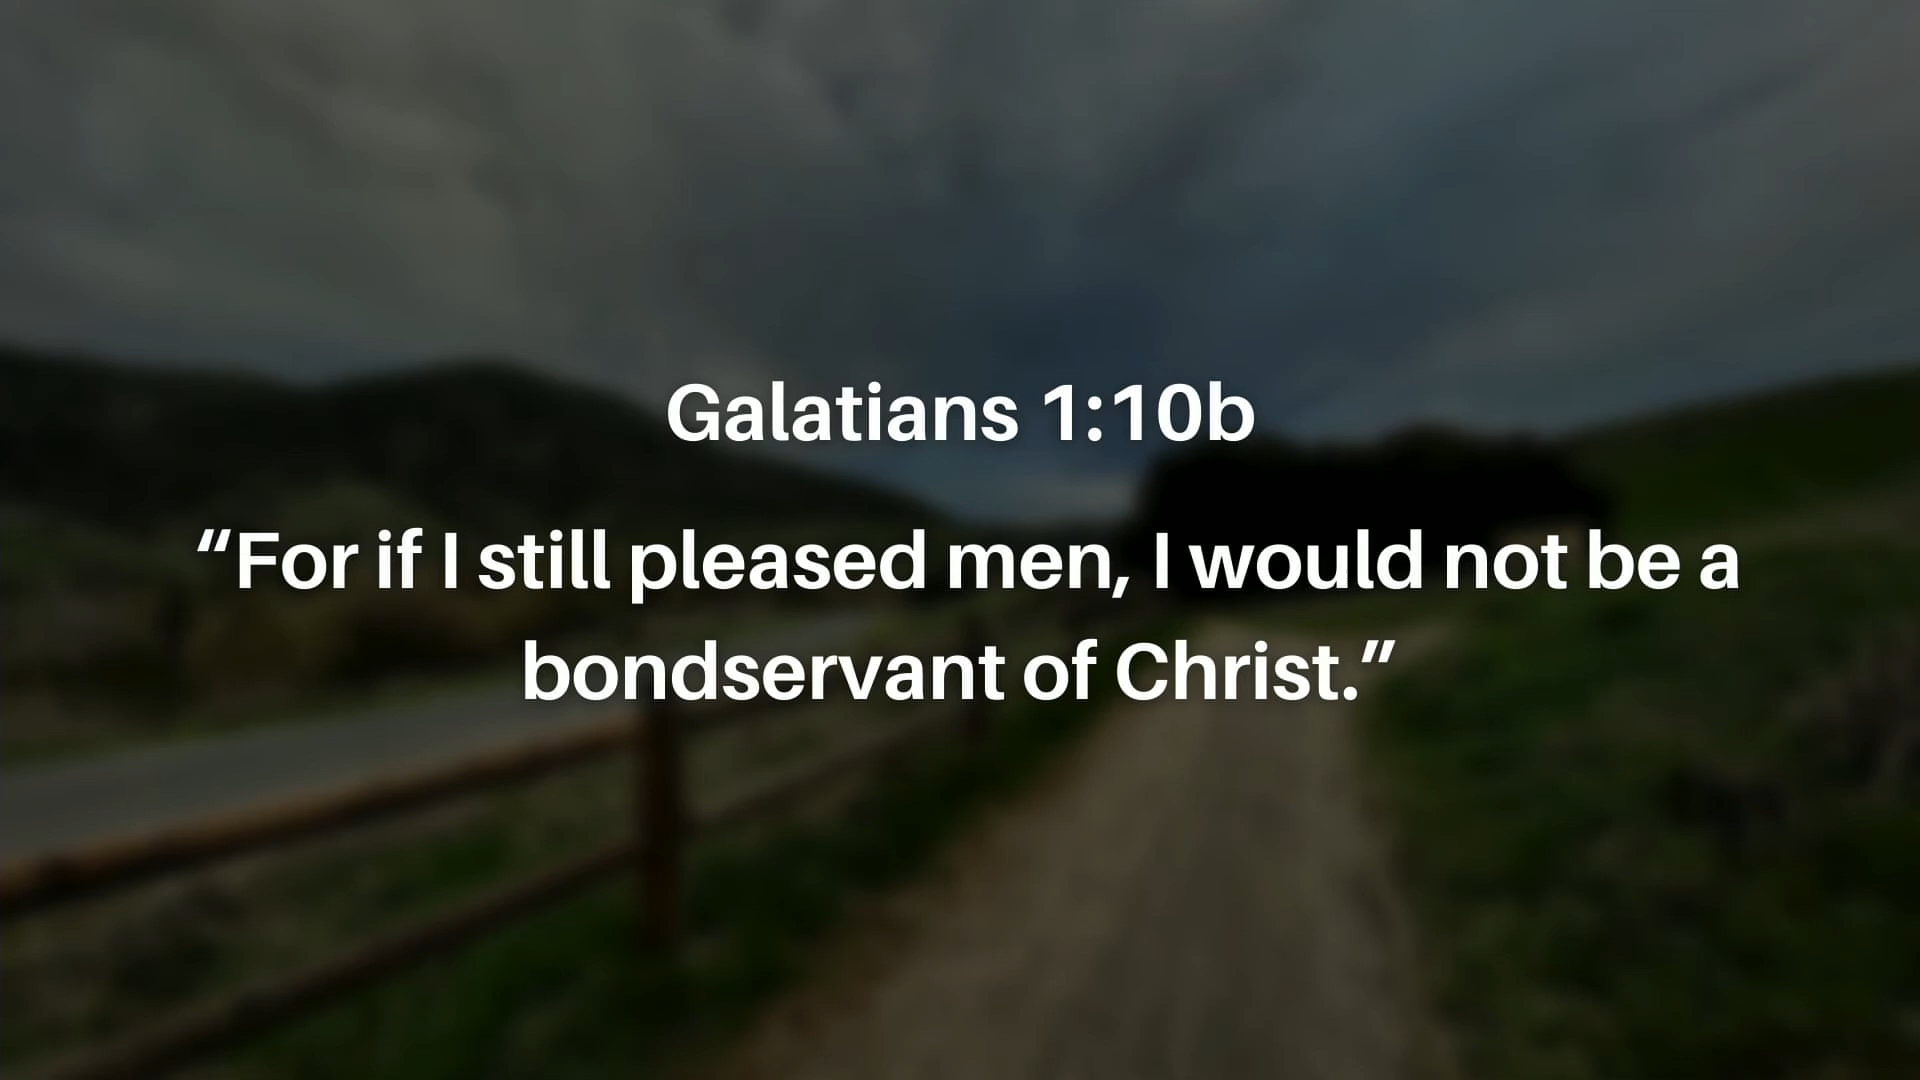 Galatians 1:10b
“For if I still pleased men, I would not be a
bondservant of Christ.”